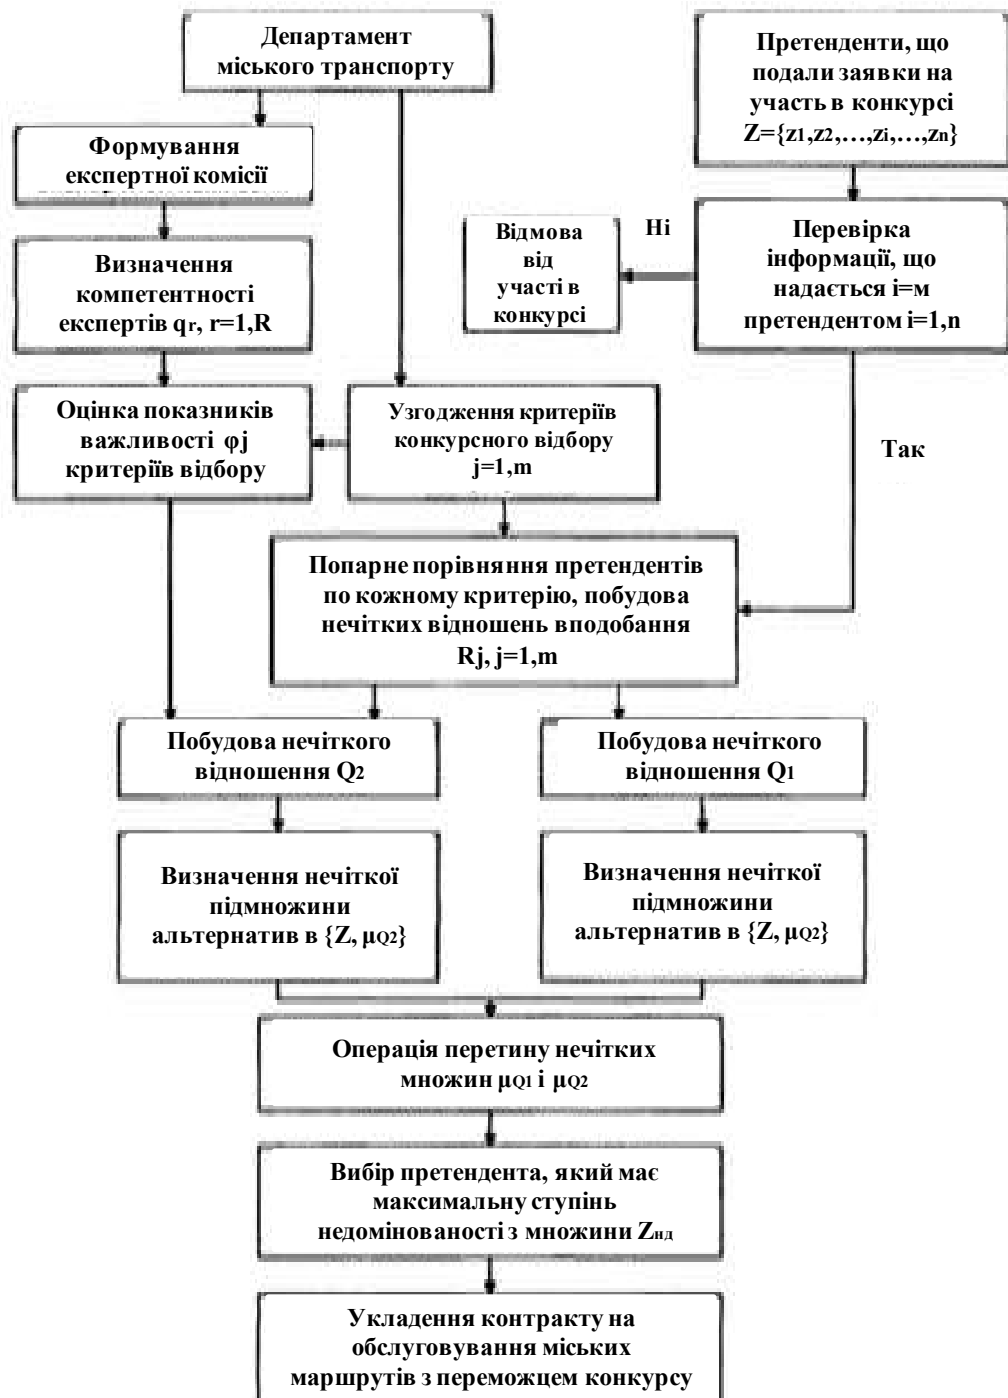 Департамент
міського транспорту
Претенденти, що
подали заявки на
участь в конкурсі
Z={z1,z2,…,zi,…,zn}
Формування
експертної комісії
Відмова
від
участі в
конкурсі
Ні
Перевірка
інформації, що
надається і=м
претендентом i=1,n
Визначення
компетентності
експертів qr, r=1,R
Оцінка показників
важливості φj
критеріїв відбору
Узгодження критеріїв
конкурсного відбору
j=1,m
Так
Попарне порівняння претендентів
по кожному критерію, побудова
нечітких відношень вподобання
Rj, j=1,m
Побудова нечіткого
відношення Q2
Побудова нечіткого
відношення Q1
Визначення нечіткої
підмножини
альтернатив в {Z, μQ2}
Визначення нечіткої
підмножини
альтернатив в {Z, μQ2}
Операція перетину нечітких
множин μQ1 і μQ2
Вибір претендента, який має
максимальну ступінь
недомінованості з множини Zнд
Укладення контракту на
обслуговування міських
маршрутів з переможцем конкурсу